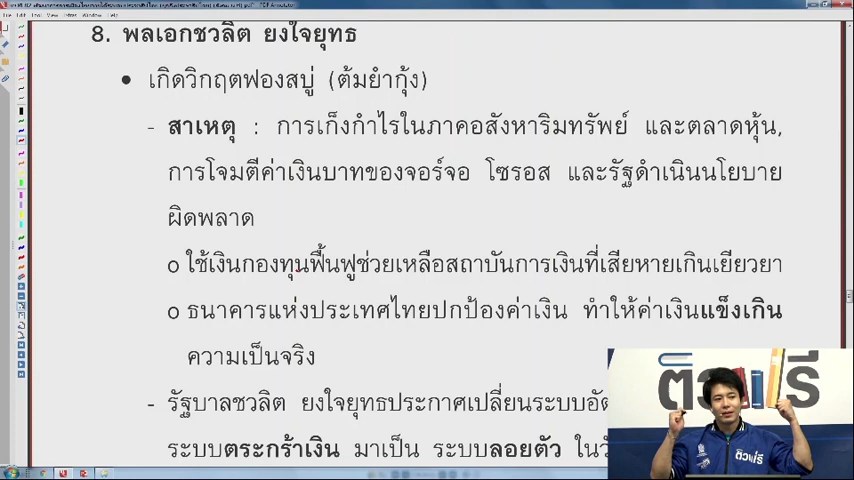 8. พลเอกชวลิต ยงใจยุทธ
• เกิดวิกฤตฟองสบู่ (ต้มยำกุ้ง)
- สาเหตุ : การเก็งกำไรในภาคอสังหาริมทรัพย์ และตลาดหุ้น,
การโจมตีค่าเงินบาทของจอร์จอ โซรอส และรัฐดำเนินนโยบาย
ผิดพลาด
o ใช้เงินกองทุนฟื้นฟูช่วยเหลือสถาบันการเงินที่เสียหายเกินเยียวยา
o ธนาคารแห่งประเทศไทยปกป้องค่าเงิน ทำให้ค่าเงินแข็งเกิน
ความเป็นจริง
- รัฐบาลชวลิต ยงใจยุทธประกาศเปลี่ยนระบบอัต
ระบบตระกร้าเงิน มาเป็น ระบบลอยตัว ในวั
ติวฟรี
ติวฟรี